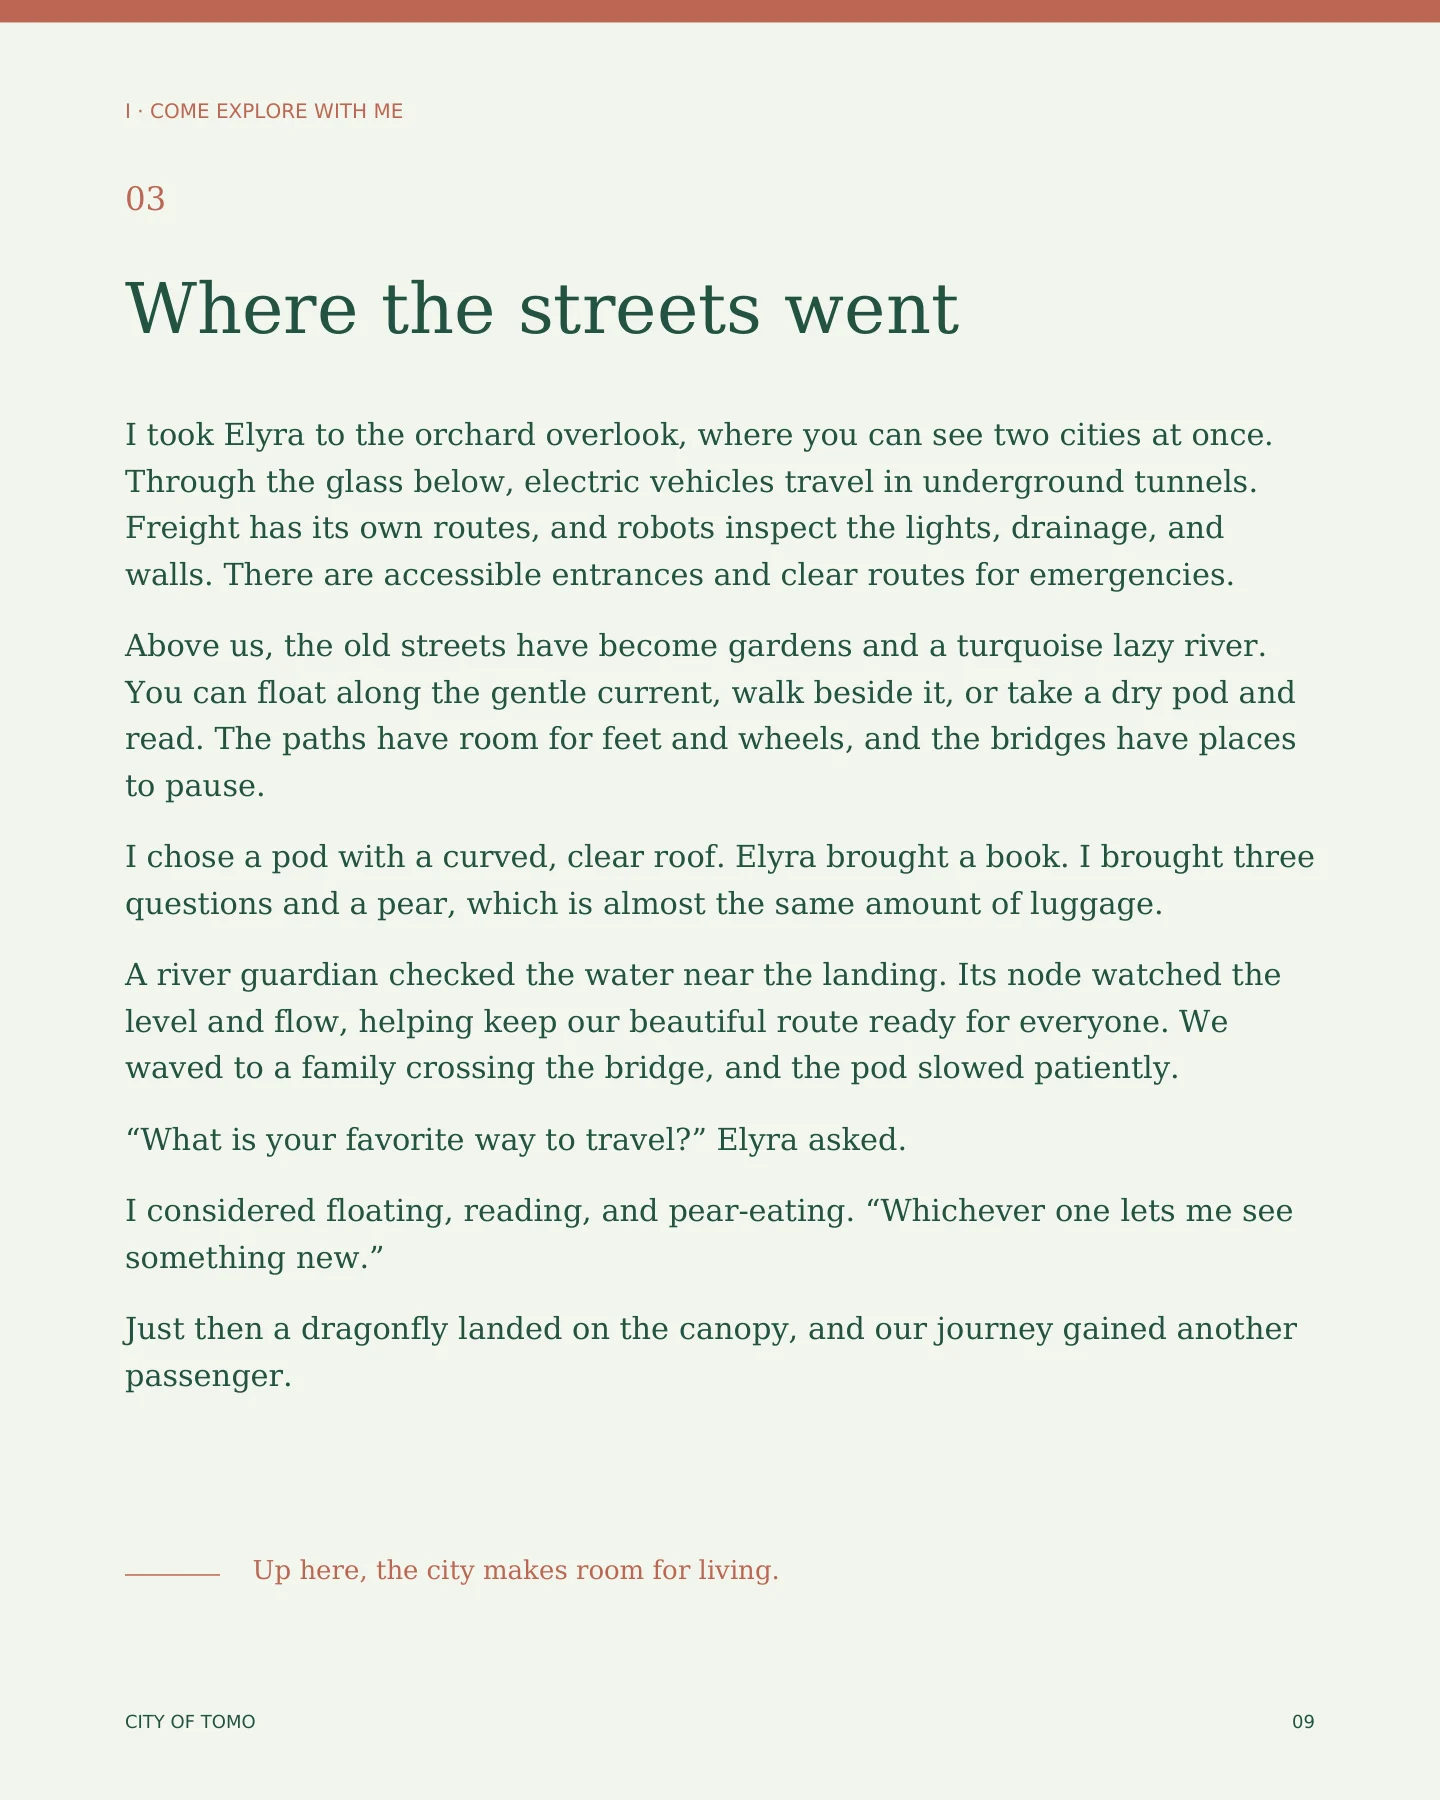 I · COME EXPLORE WITH ME
03
Where the streets went
I took Elyra to the orchard overlook, where you can see two cities at once.
Through the glass below, electric vehicles travel in underground tunnels.
Freight has its own routes, and robots inspect the lights, drainage, and
walls. There are accessible entrances and clear routes for emergencies.
Above us, the old streets have become gardens and a turquoise lazy river.
You can float along the gentle current, walk beside it, or take a dry pod and
read. The paths have room for feet and wheels, and the bridges have places
to pause.
I chose a pod with a curved, clear roof. Elyra brought a book. I brought three
questions and a pear, which is almost the same amount of luggage.
A river guardian checked the water near the landing. Its node watched the
level and flow, helping keep our beautiful route ready for everyone. We
waved to a family crossing the bridge, and the pod slowed patiently.
“What is your favorite way to travel?” Elyra asked.
I considered floating, reading, and pear-eating. “Whichever one lets me see
something new.”
Just then a dragonfly landed on the canopy, and our journey gained another
passenger.
Up here, the city makes room for living.
CITY OF TOMO
09